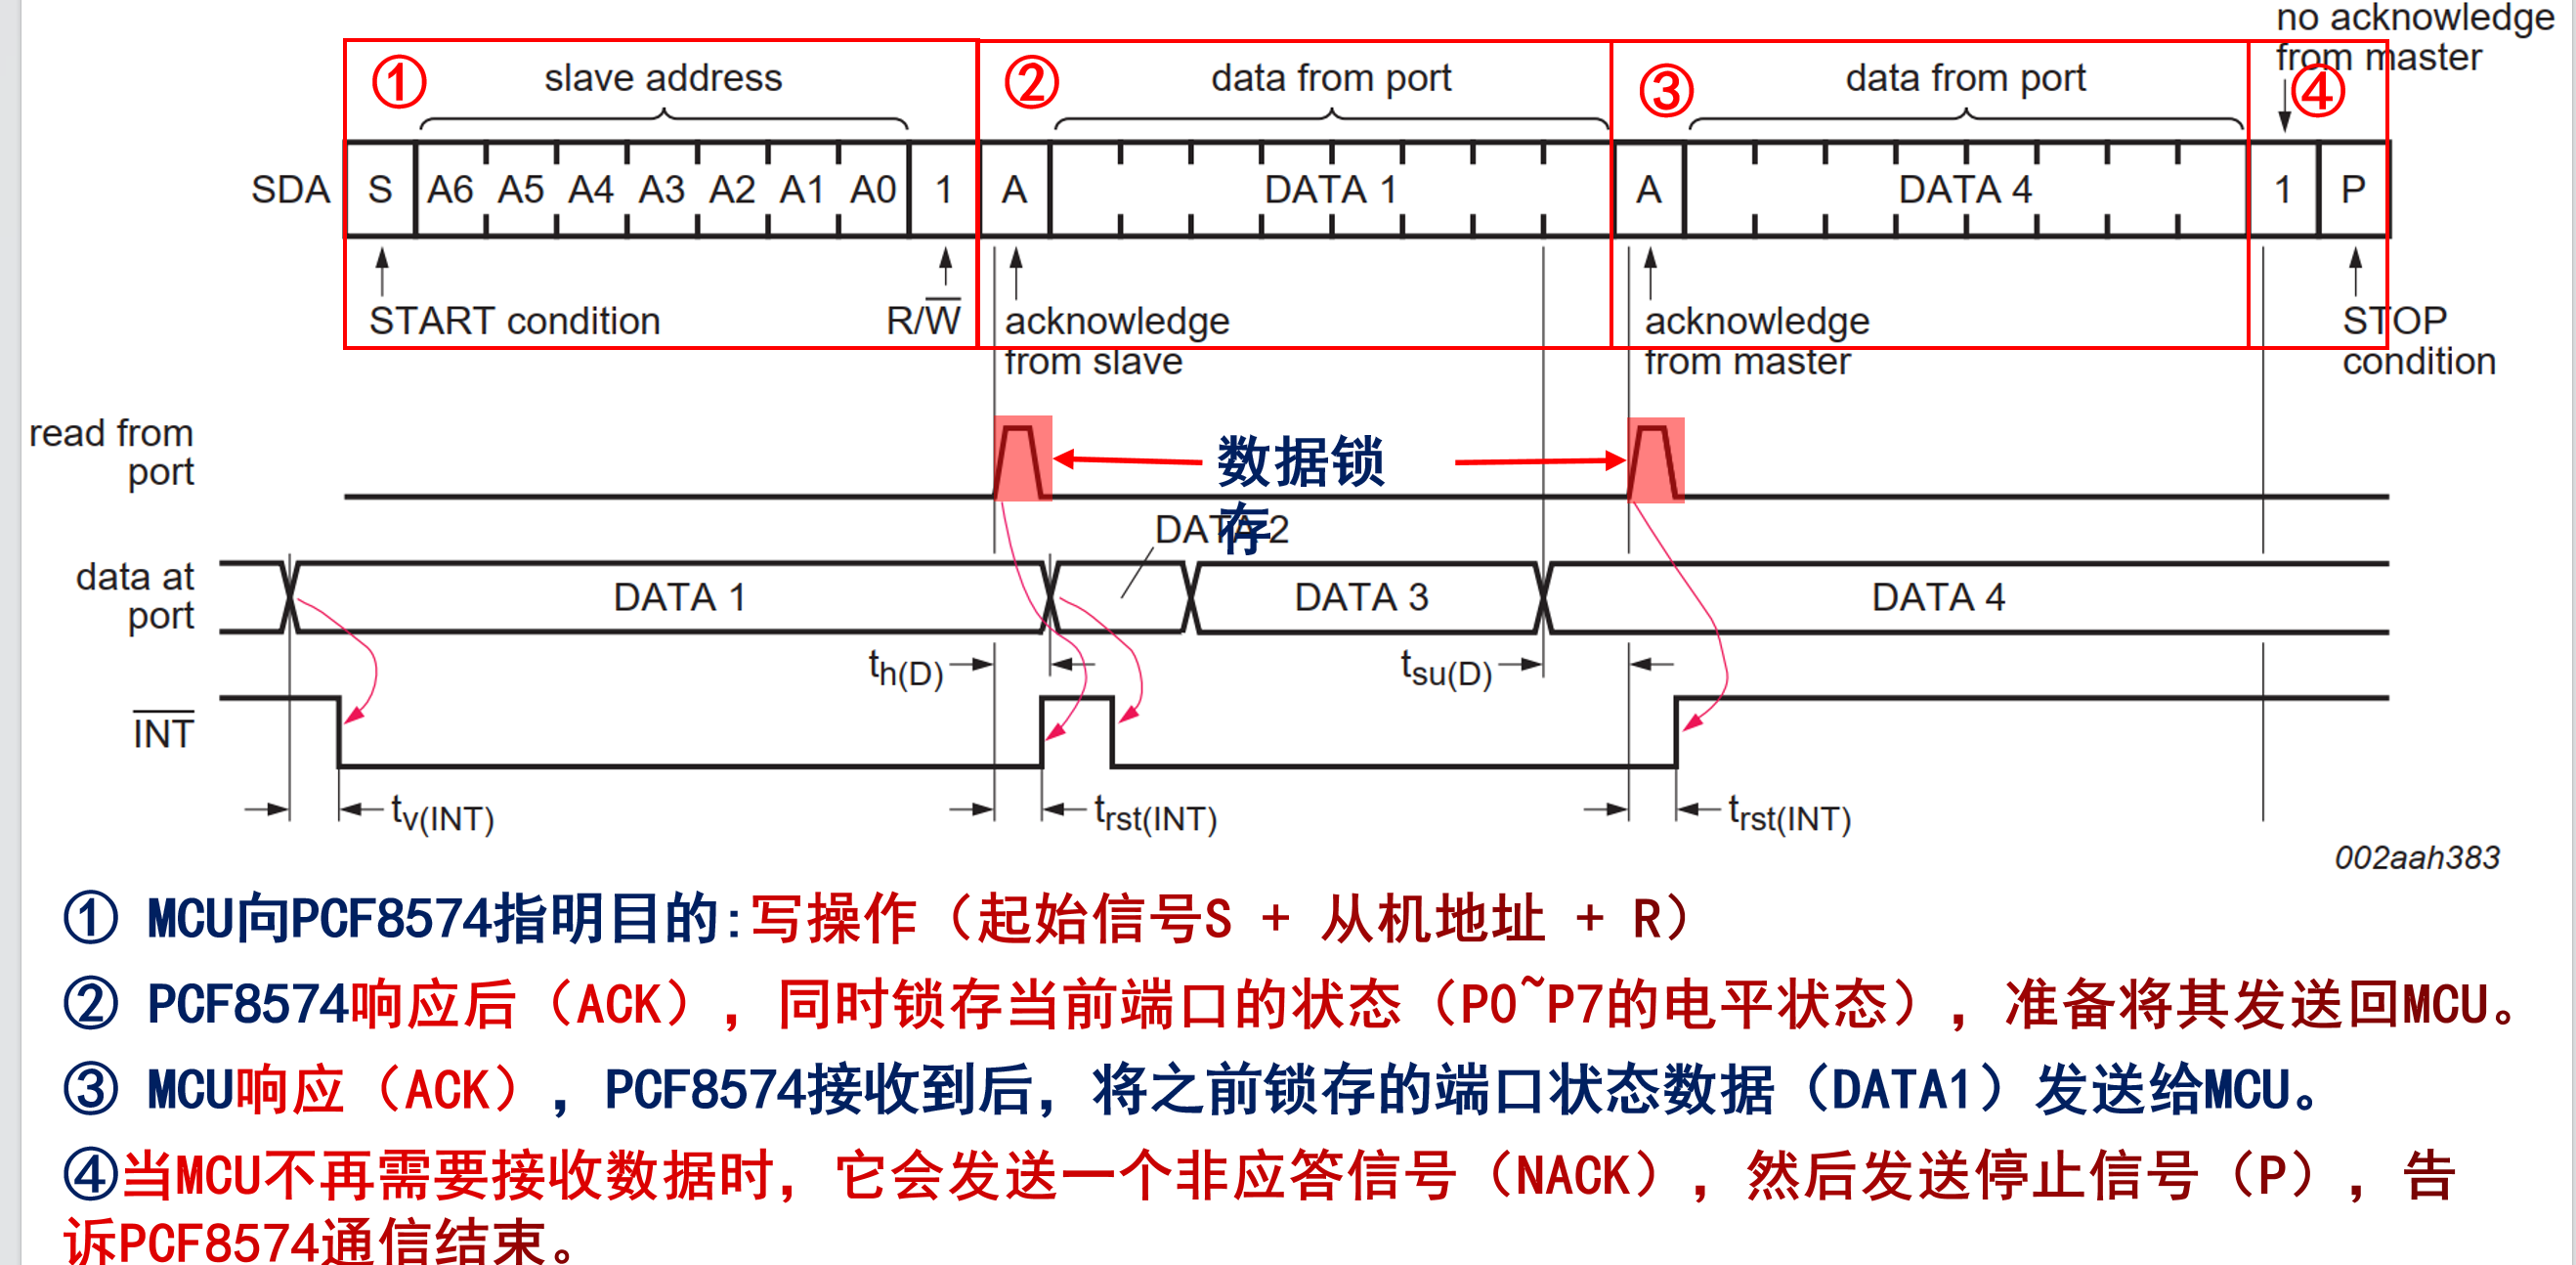 no acknowledge
from master
① slave address ② data from port ③ data from port ④
SDA S A6 A5 A4 A3 A2 A1 A0 1 A DATA 1 A DATA 4 1 P
START condition R/W acknowledge from slave acknowledge from master STOP condition
read from port
数据锁存
DATA 2
data at port DATA 1 DATA 3 DATA 4
th(D) tsu(D)
INT
tv(INT) trst(INT) trst(INT)
002aah383
① MCU向PCF8574指明目的:写操作（起始信号S + 从机地址 + R）
② PCF8574响应后（ACK），同时锁存当前端口的状态（P0~P7的电平状态），准备将其发送回MCU。
③ MCU响应（ACK），PCF8574接收到后，将之前锁存的端口状态数据（DATA1）发送给MCU。
④当MCU不再需要接收数据时，它会发送一个非应答信号（NACK），然后发送停止信号（P），告
诉PCF8574通信结束。